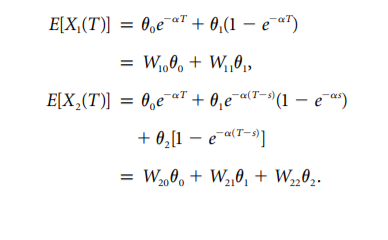 E[X₁(T)] = θ₀e^{−αT} + θ₁(1 − e^{−αT})
= W₁₀θ₀ + W₁₁θ₁,
E[X₂(T)] = θ₀e^{−αT} + θ₁e^{−α(T−s)}(1 − e^{−αs})
+ θ₂[1 − e^{−α(T−s)}]
= W₂₀θ₀ + W₂₁θ₁ + W₂₂θ₂.